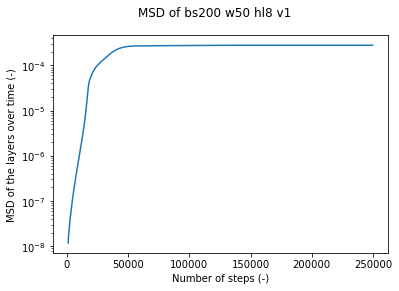 MSD of bs200 w50 hl8 v1
MSD of the layers over time (-)
10⁻⁴
10⁻⁵
10⁻⁶
10⁻⁷
10⁻⁸
0 50000 100000 150000 200000 250000
Number of steps (-)